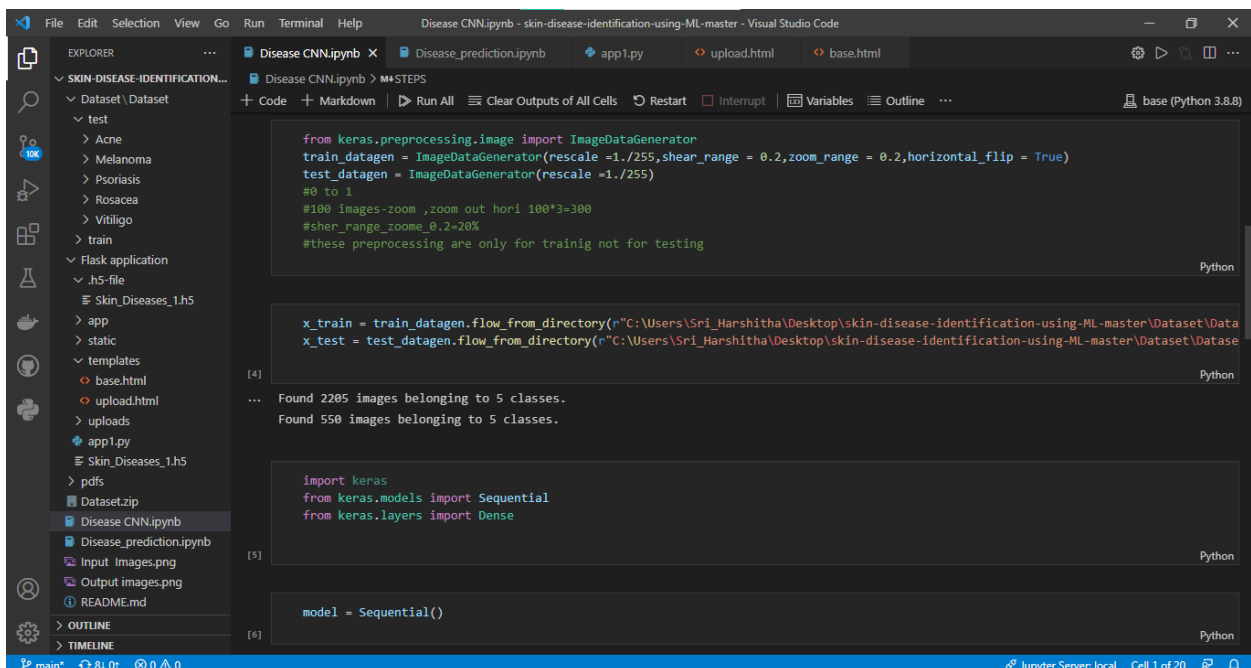 File Edit Selection View Go Run Terminal Help
Disease CNN.ipynb - skin-disease-identification-using-ML-master - Visual Studio Code
EXPLORER
SKIN-DISEASE-IDENTIFICATION...
Dataset \ Dataset
test
Acne
Melanoma
Psoriasis
Rosacea
Vitiligo
train
Flask application
.h5-file
Skin_Diseases_1.h5
app
static
templates
base.html
upload.html
uploads
app1.py
Skin_Diseases_1.h5
pdfs
Dataset.zip
Disease CNN.ipynb
Disease_prediction.ipynb
Input Images.png
Output images.png
README.md
OUTLINE
TIMELINE
10K
Disease CNN.ipynb Disease_prediction.ipynb app1.py upload.html base.html
Disease CNN.ipynb > M+STEPS
+ Code + Markdown Run All Clear Outputs of All Cells Restart Interrupt Variables Outline ... base (Python 3.8.8)
from keras.preprocessing.image import ImageDataGenerator
train_datagen = ImageDataGenerator(rescale =1./255,shear_range = 0.2,zoom_range = 0.2,horizontal_flip = True)
test_datagen = ImageDataGenerator(rescale =1./255)
#0 to 1
#100 images-zoom ,zoom out hori 100*3=300
#sher_range_zoome_0.2=20%
#these preprocessing are only for trainig not for testing
Python
x_train = train_datagen.flow_from_directory(r"C:\Users\Sri_Harshitha\Desktop\skin-disease-identification-using-ML-master\Dataset\Data
x_test = test_datagen.flow_from_directory(r"C:\Users\Sri_Harshitha\Desktop\skin-disease-identification-using-ML-master\Dataset\Datase
[4]
Python
... Found 2205 images belonging to 5 classes.
Found 550 images belonging to 5 classes.
import keras
from keras.models import Sequential
from keras.layers import Dense
[5]
Python
model = Sequential()
[6]
Python
main* 8↓ 0↑ 0 0 Jupyter Server: local Cell 1 of 20